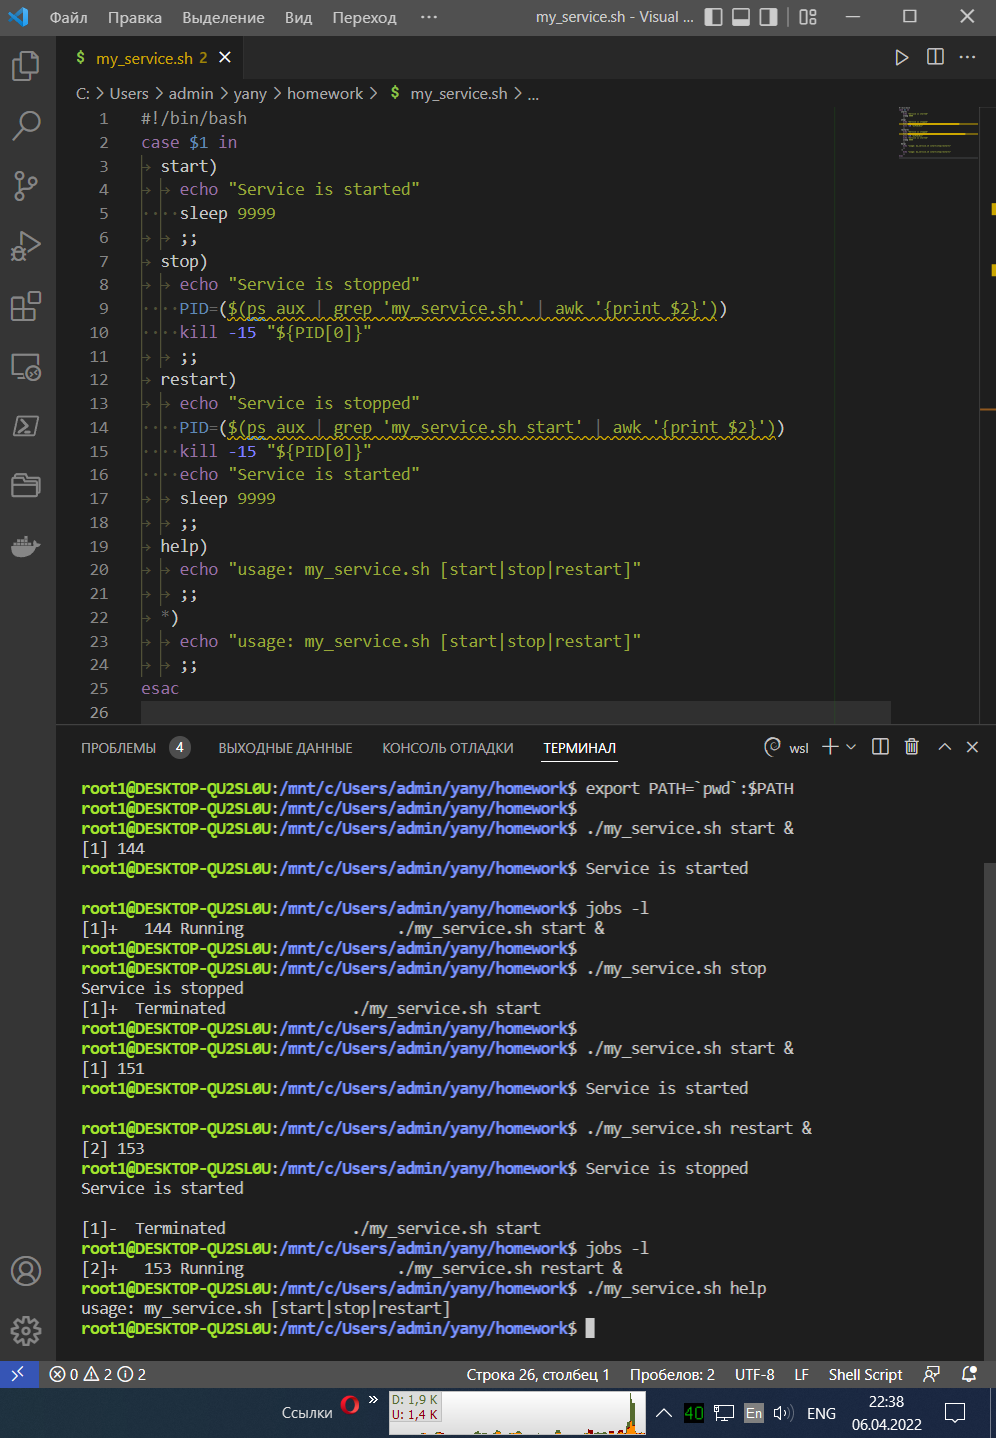 Файл Правка Выделение Вид Переход ··· my_service.sh - Visual ...
$ my_service.sh 2
C: > Users > admin > yany > homework > $ my_service.sh > ...
1 #!/bin/bash
2 case $1 in
3 start)
4 echo "Service is started"
5 sleep 9999
6 ;;
7 stop)
8 echo "Service is stopped"
9 PID=($(ps aux | grep 'my_service.sh' | awk '{print $2}'))
10 kill -15 "${PID[0]}"
11 ;;
12 restart)
13 echo "Service is stopped"
14 PID=($(ps aux | grep 'my_service.sh start' | awk '{print $2}'))
15 kill -15 "${PID[0]}"
16 echo "Service is started"
17 sleep 9999
18 ;;
19 help)
20 echo "usage: my_service.sh [start|stop|restart]"
21 ;;
22 *)
23 echo "usage: my_service.sh [start|stop|restart]"
24 ;;
25 esac
26
ПРОБЛЕМЫ 4 ВЫХОДНЫЕ ДАННЫЕ КОНСОЛЬ ОТЛАДКИ ТЕРМИНАЛ wsl
root1@DESKTOP-QU2SL0U:/mnt/c/Users/admin/yany/homework$ export PATH=`pwd`:$PATH
root1@DESKTOP-QU2SL0U:/mnt/c/Users/admin/yany/homework$
root1@DESKTOP-QU2SL0U:/mnt/c/Users/admin/yany/homework$ ./my_service.sh start &
[1] 144
root1@DESKTOP-QU2SL0U:/mnt/c/Users/admin/yany/homework$ Service is started
root1@DESKTOP-QU2SL0U:/mnt/c/Users/admin/yany/homework$ jobs -l
[1]+ 144 Running ./my_service.sh start &
root1@DESKTOP-QU2SL0U:/mnt/c/Users/admin/yany/homework$
root1@DESKTOP-QU2SL0U:/mnt/c/Users/admin/yany/homework$ ./my_service.sh stop
Service is stopped
[1]+ Terminated ./my_service.sh start
root1@DESKTOP-QU2SL0U:/mnt/c/Users/admin/yany/homework$
root1@DESKTOP-QU2SL0U:/mnt/c/Users/admin/yany/homework$ ./my_service.sh start &
[1] 151
root1@DESKTOP-QU2SL0U:/mnt/c/Users/admin/yany/homework$ Service is started
root1@DESKTOP-QU2SL0U:/mnt/c/Users/admin/yany/homework$ ./my_service.sh restart &
[2] 153
root1@DESKTOP-QU2SL0U:/mnt/c/Users/admin/yany/homework$ Service is stopped
Service is started
[1]- Terminated ./my_service.sh start
root1@DESKTOP-QU2SL0U:/mnt/c/Users/admin/yany/homework$ jobs -l
[2]+ 153 Running ./my_service.sh restart &
root1@DESKTOP-QU2SL0U:/mnt/c/Users/admin/yany/homework$ ./my_service.sh help
usage: my_service.sh [start|stop|restart]
root1@DESKTOP-QU2SL0U:/mnt/c/Users/admin/yany/homework$
0 2 2 Строка 26, столбец 1 Пробелов: 2 UTF-8 LF Shell Script
Ссылки » D: 1,9 K
U: 1,4 K
40 En ENG 22:38
06.04.2022